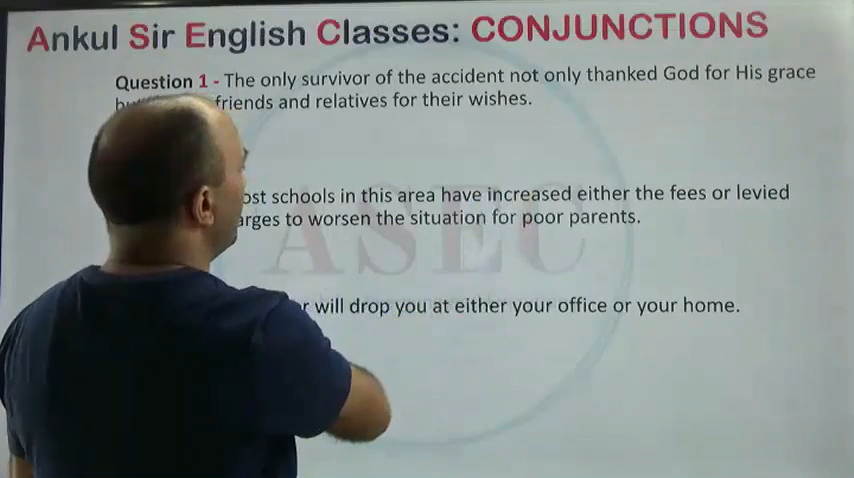 Ankul Sir English Classes: CONJUNCTIONS
Question 1 - The only survivor of the accident not only thanked God for His grace
friends and relatives for their wishes.
schools in this area have increased either the fees or levied
to worsen the situation for poor parents.
will drop you at either your office or your home.
ASEC